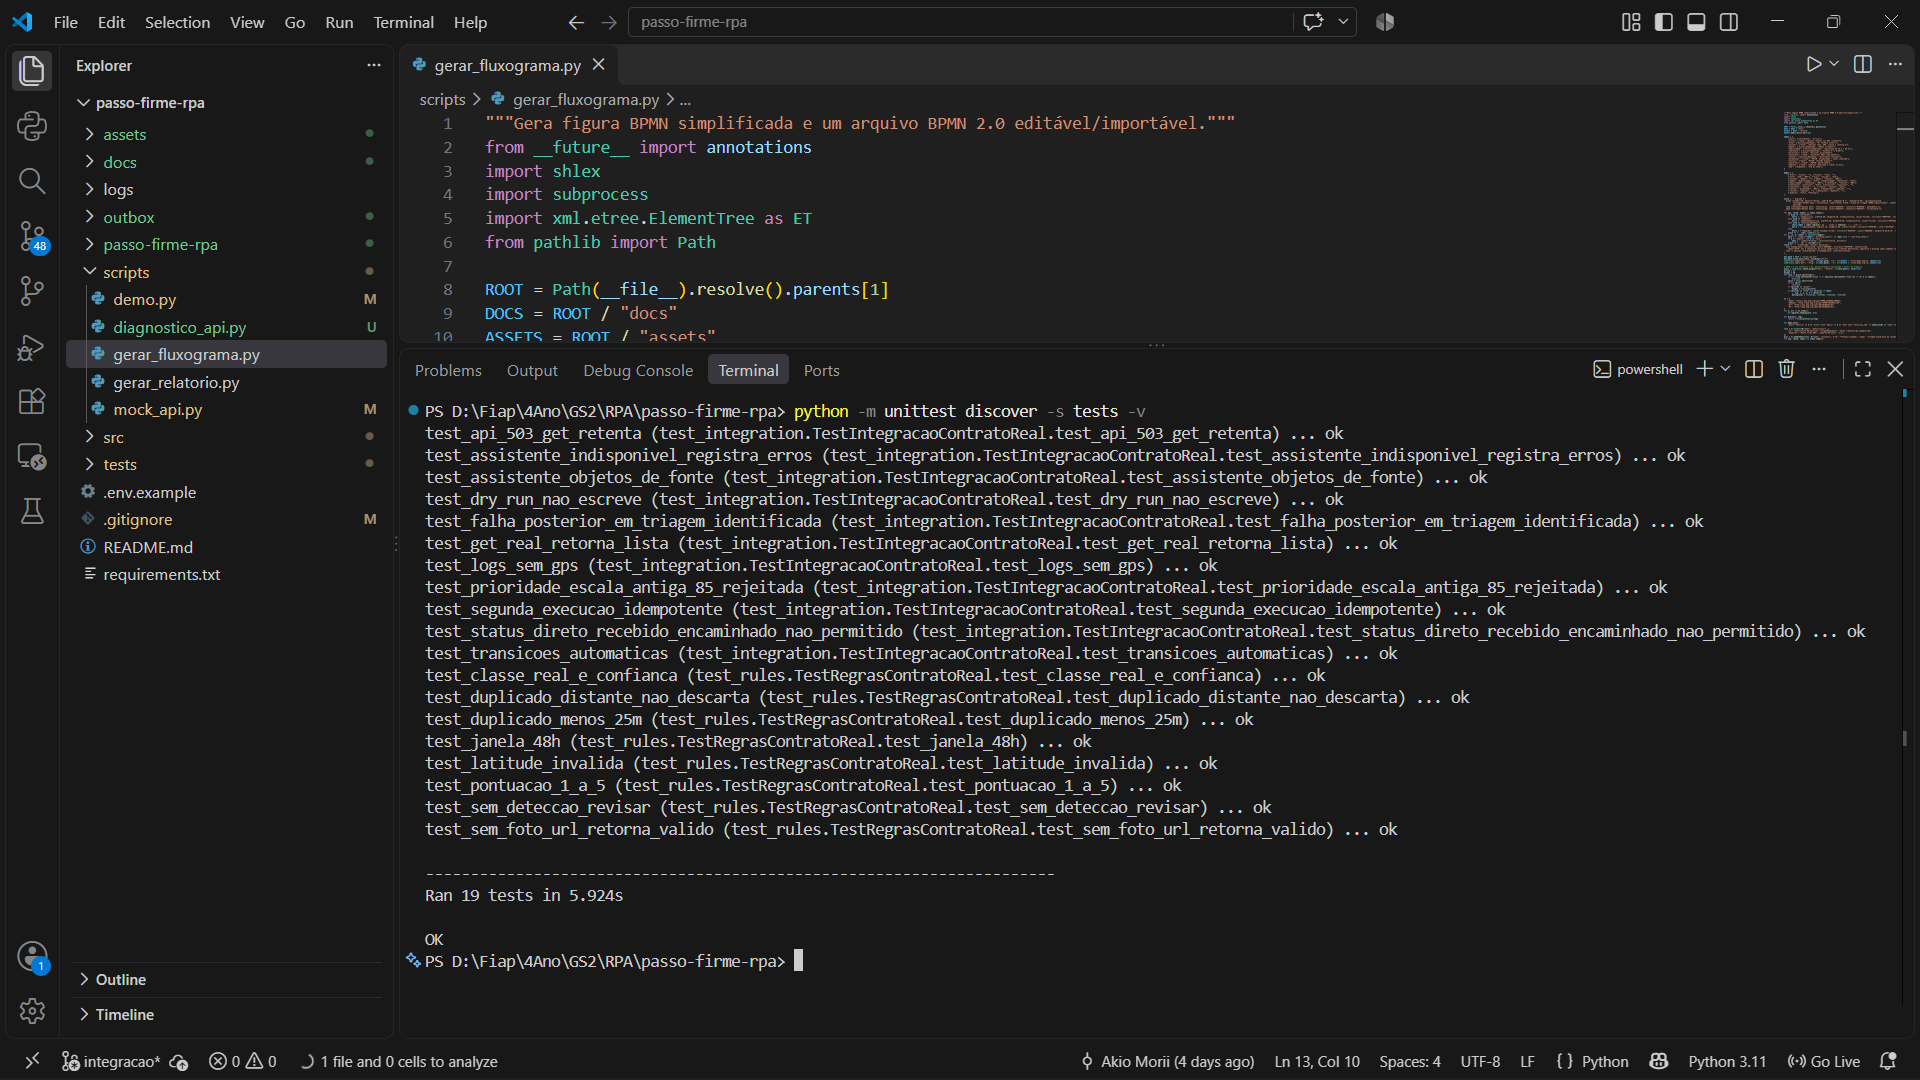 File Edit Selection View Go Run Terminal Help
passo-firme-rpa
Explorer
passo-firme-rpa
assets
docs
logs
outbox
passo-firme-rpa
scripts
demo.py M
diagnostico_api.py U
gerar_fluxograma.py
gerar_relatorio.py
mock_api.py M
src
tests
.env.example
.gitignore M
README.md
requirements.txt
Outline
Timeline
48
1
gerar_fluxograma.py
scripts > gerar_fluxograma.py > ...
1 """Gera figura BPMN simplificada e um arquivo BPMN 2.0 editável/importável."""
2 from __future__ import annotations
3 import shlex
4 import subprocess
5 import xml.etree.ElementTree as ET
6 from pathlib import Path
7
8 ROOT = Path(__file__).resolve().parents[1]
9 DOCS = ROOT / "docs"
10 ASSETS = ROOT / "assets"
Problems Output Debug Console Terminal Ports
powershell
PS D:\Fiap\4Ano\GS2\RPA\passo-firme-rpa> python -m unittest discover -s tests -v
test_api_503_get_retenta (test_integration.TestIntegracaoContratoReal.test_api_503_get_retenta) ... ok
test_assistente_indisponivel_registra_erros (test_integration.TestIntegracaoContratoReal.test_assistente_indisponivel_registra_erros) ... ok
test_assistente_objetos_de_fonte (test_integration.TestIntegracaoContratoReal.test_assistente_objetos_de_fonte) ... ok
test_dry_run_nao_escreve (test_integration.TestIntegracaoContratoReal.test_dry_run_nao_escreve) ... ok
test_falha_posterior_em_triagem_identificada (test_integration.TestIntegracaoContratoReal.test_falha_posterior_em_triagem_identificada) ... ok
test_get_real_retorna_lista (test_integration.TestIntegracaoContratoReal.test_get_real_retorna_lista) ... ok
test_logs_sem_gps (test_integration.TestIntegracaoContratoReal.test_logs_sem_gps) ... ok
test_prioridade_escala_antiga_85_rejeitada (test_integration.TestIntegracaoContratoReal.test_prioridade_escala_antiga_85_rejeitada) ... ok
test_segunda_execucao_idempotente (test_integration.TestIntegracaoContratoReal.test_segunda_execucao_idempotente) ... ok
test_status_direto_recebido_encaminhado_nao_permitido (test_integration.TestIntegracaoContratoReal.test_status_direto_recebido_encaminhado_nao_permitido) ... ok
test_transicoes_automaticas (test_integration.TestIntegracaoContratoReal.test_transicoes_automaticas) ... ok
test_classe_real_e_confianca (test_rules.TestRegrasContratoReal.test_classe_real_e_confianca) ... ok
test_duplicado_distante_nao_descarta (test_rules.TestRegrasContratoReal.test_duplicado_distante_nao_descarta) ... ok
test_duplicado_menos_25m (test_rules.TestRegrasContratoReal.test_duplicado_menos_25m) ... ok
test_janela_48h (test_rules.TestRegrasContratoReal.test_janela_48h) ... ok
test_latitude_invalida (test_rules.TestRegrasContratoReal.test_latitude_invalida) ... ok
test_pontuacao_1_a_5 (test_rules.TestRegrasContratoReal.test_pontuacao_1_a_5) ... ok
test_sem_deteccao_revisar (test_rules.TestRegrasContratoReal.test_sem_deteccao_revisar) ... ok
test_sem_foto_url_retorna_valido (test_rules.TestRegrasContratoReal.test_sem_foto_url_retorna_valido) ... ok
----------------------------------------------------------------------
Ran 19 tests in 5.924s
OK
PS D:\Fiap\4Ano\GS2\RPA\passo-firme-rpa>
integracao* 0 0 1 file and 0 cells to analyze Akio Morii (4 days ago) Ln 13, Col 10 Spaces: 4 UTF-8 LF { } Python Python 3.11 Go Live